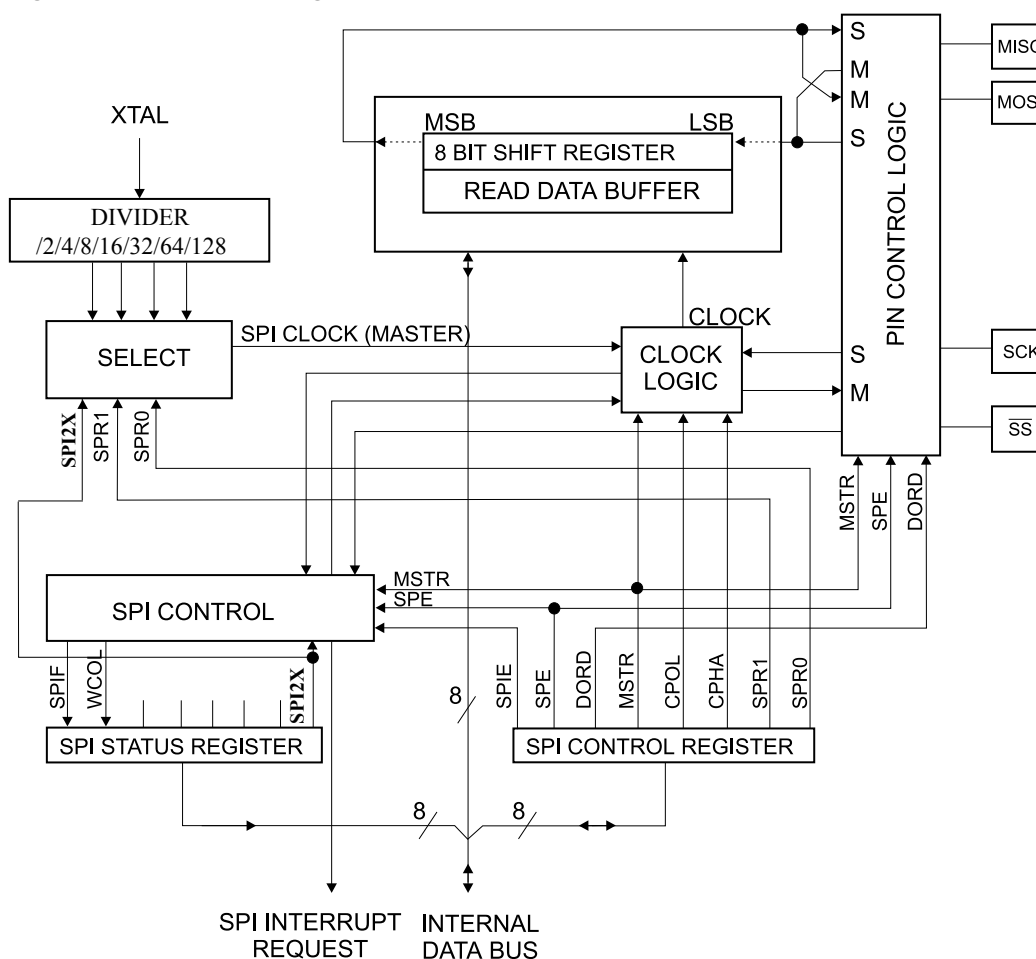 S
MISO
M
M
MOSI
S
PIN CONTROL LOGIC
XTAL
MSB
LSB
8 BIT SHIFT REGISTER
READ DATA BUFFER
DIVIDER
/2/4/8/16/32/64/128
SPI CLOCK (MASTER)
CLOCK
SELECT
CLOCK
LOGIC
S
M
SCK
SS
SPI2X
SPR1
SPR0
MSTR
SPE
DORD
MSTR
SPE
SPI CONTROL
SPIF
WCOL
SPI2X
8
SPIE
SPE
DORD
MSTR
CPOL
CPHA
SPR1
SPR0
SPI STATUS REGISTER
SPI CONTROL REGISTER
8
8
SPI INTERRUPT
REQUEST
INTERNAL
DATA BUS